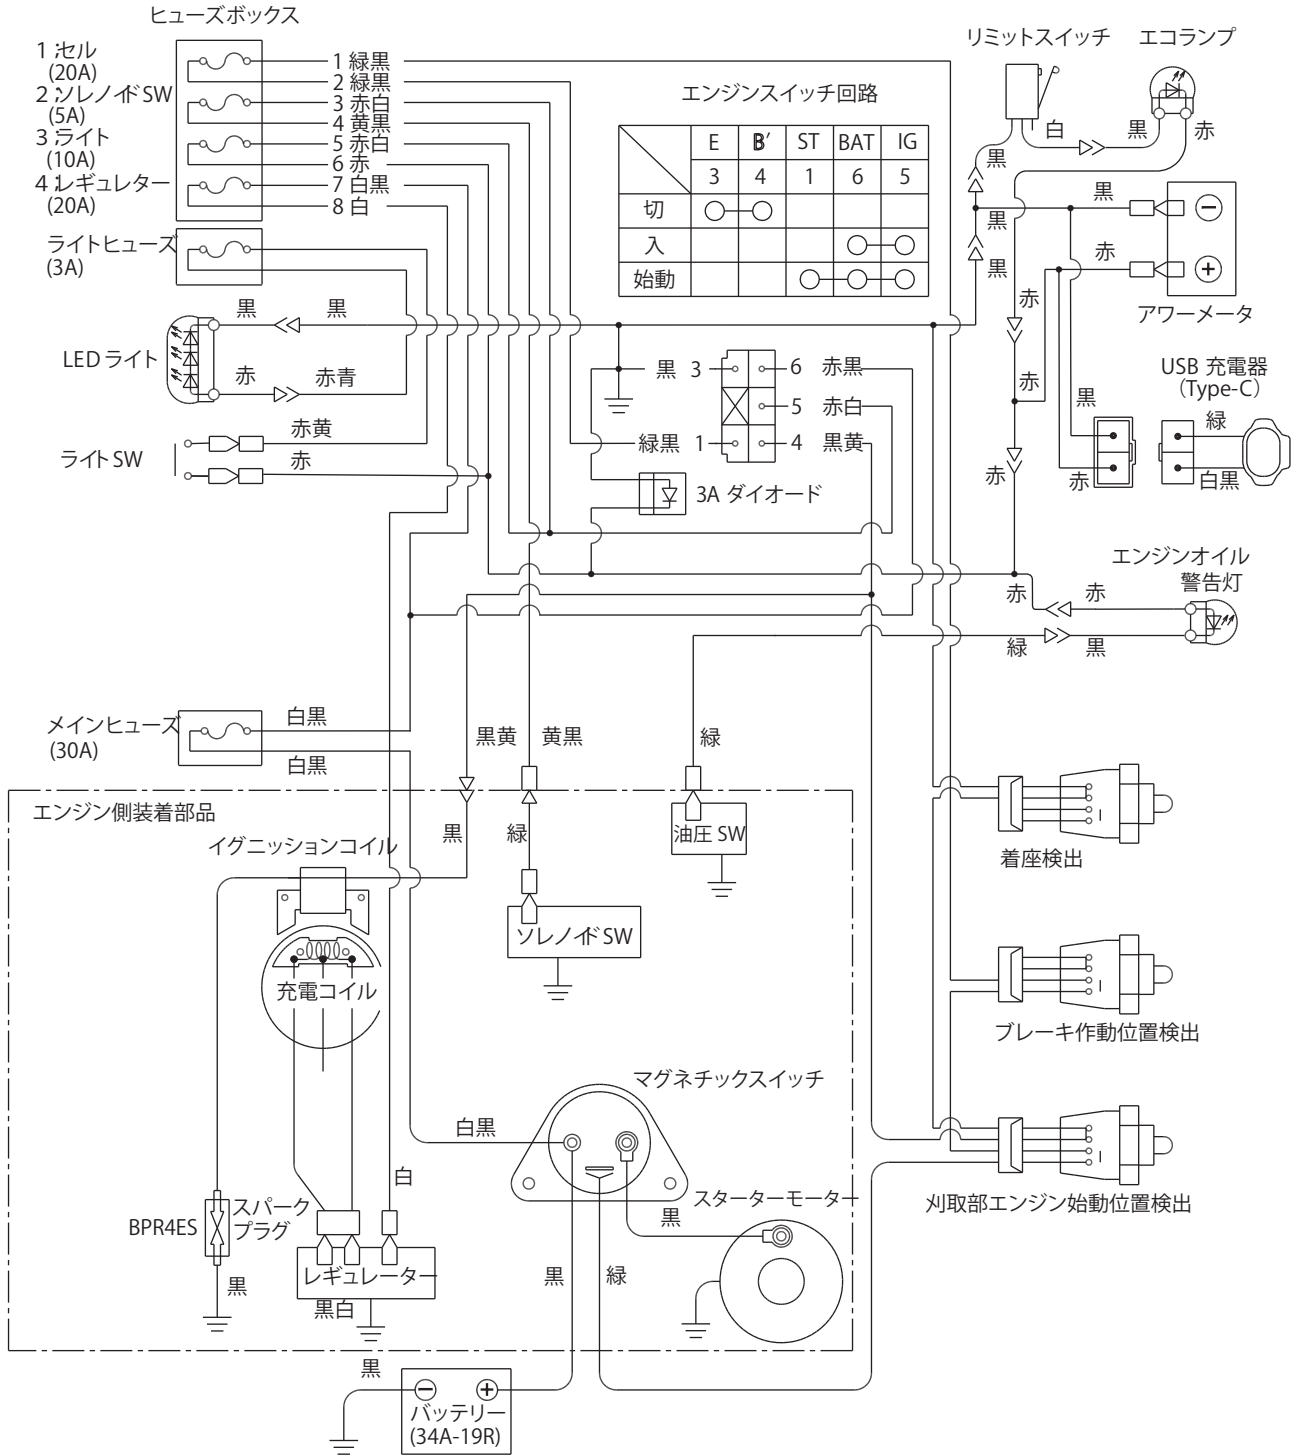 ヒューズボックス
1 ;セル
(20A)
2 ;ソレノイドSW
(5A)
3 ;ライト
(10A)
4 ;レギュレター
(20A)
1 緑黒
2 緑黒
3 赤白
4 黄黒
5 赤白
6 赤
7 白黒
8 白
ライトヒューズ
(3A)
エンジンスイッチ回路
E B′ ST BAT IG
3 4 1 6 5
切
入
始動
リミットスイッチ
エコランプ
白
黒
赤
黒
黒
黒
黒
赤
アワーメータ
赤
赤
赤
USB 充電器
(Type-C)
黒
赤
緑
白黒
LED ライト
黒
黒
赤
赤青
ライト SW
赤黄
赤
黒 3
6 赤黒
5 赤白
緑黒 1
4 黒黄
3A ダイオード
エンジンオイル
警告灯
赤
赤
緑
黒
メインヒューズ
(30A)
白黒
白黒
黒黄
黄黒
緑
エンジン側装着部品
イグニッションコイル
黒
緑
油圧 SW
ソレノイド SW
充電コイル
着座検出
ブレーキ作動位置検出
刈取部エンジン始動位置検出
マグネチックスイッチ
白黒
白
スターターモーター
黒
BPR4ES
スパーク
プラグ
黒
レギュレーター
黒白
黒
緑
黒
バッテリー
(34A-19R)